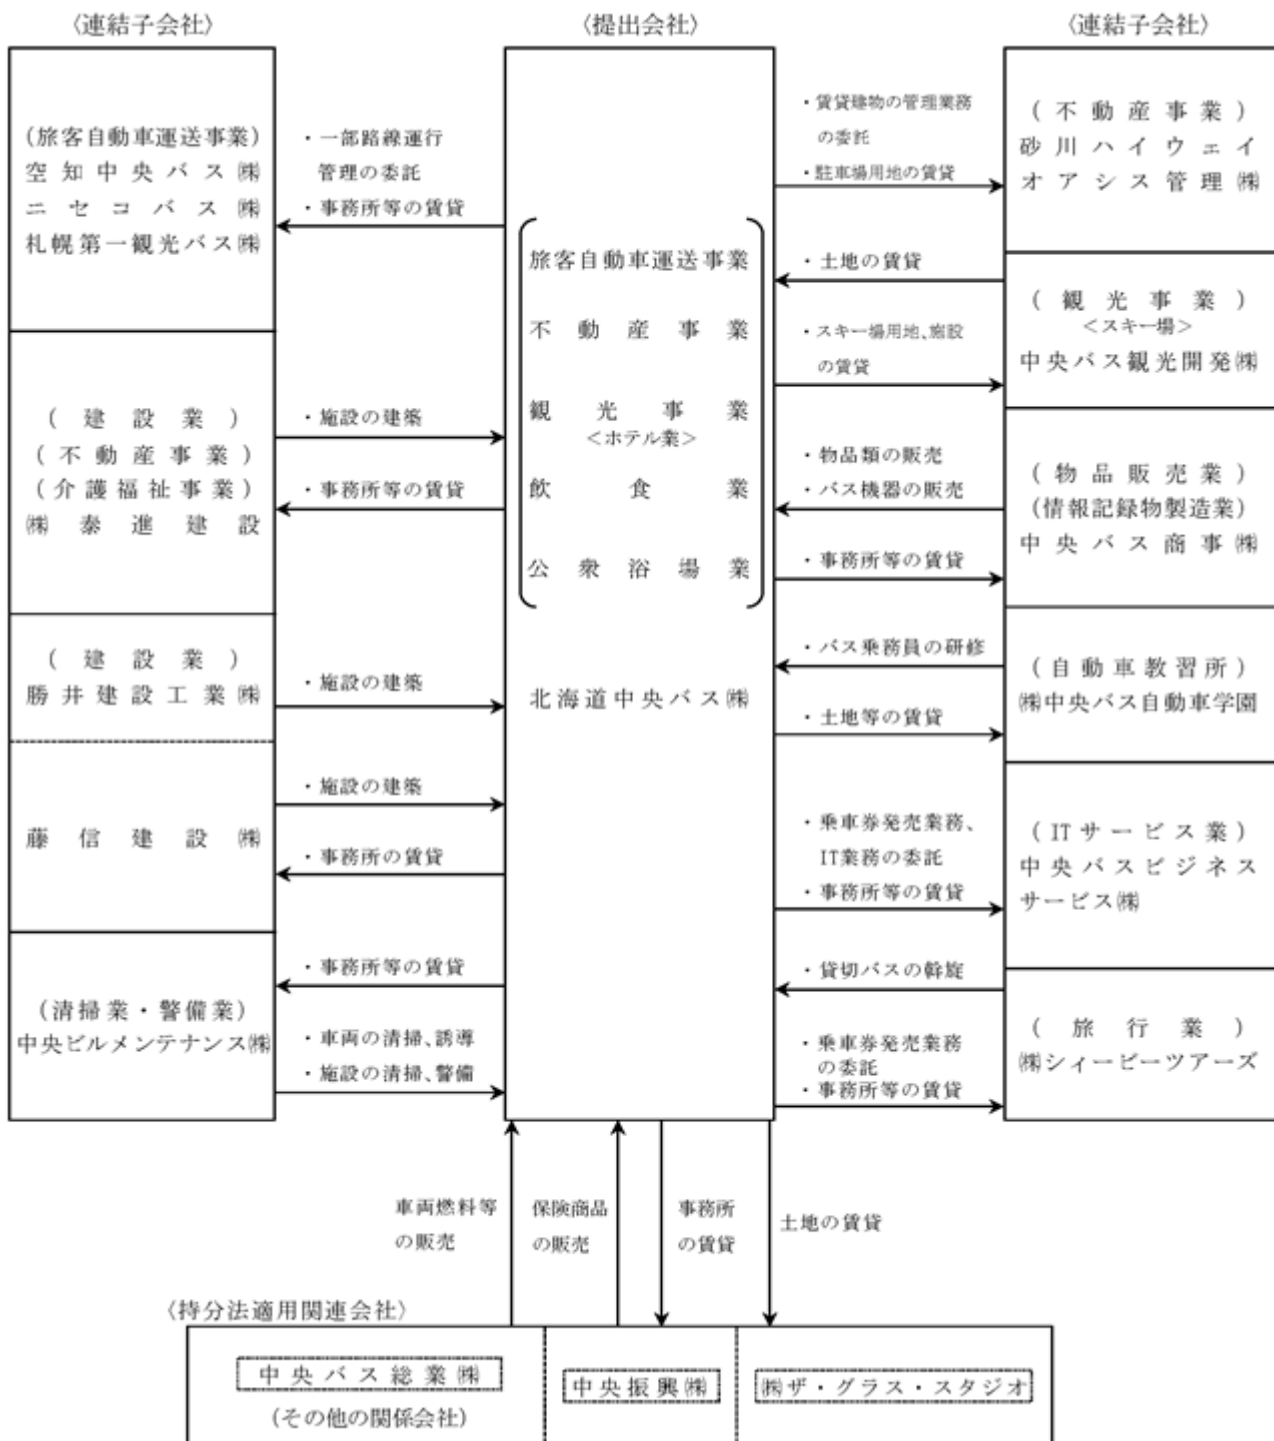 〈連結子会社〉
(旅客自動車運送事業)
空知中央バス㈱
ニセコバス㈱
札幌第一観光バス㈱
(建設業)
(不動産事業)
(介護福祉事業)
㈱泰進建設
(建設業)
勝井建設工業㈱
藤信建設㈱
(清掃業・警備業)
中央ビルメンテナンス㈱
・一部路線運行
管理の委託
・事務所等の賃貸
・施設の建築
・事務所等の賃貸
・施設の建築
・施設の建築
・事務所の賃貸
・事務所等の賃貸
・車両の清掃、誘導
・施設の清掃、警備
〈提出会社〉
旅客自動車運送事業
不動産事業
観光事業
<ホテル業>
飲食業
公衆浴場業
北海道中央バス㈱
・賃貸建物の管理業務
の委託
・駐車場用地の賃貸
・土地の賃貸
・スキー場用地、施設
の賃貸
・物品類の販売
・バス機器の販売
・事務所等の賃貸
・バス乗務員の研修
・土地等の賃貸
・乗車券発売業務、
IT業務の委託
・事務所等の賃貸
・貸切バスの斡旋
・乗車券発売業務
の委託
・事務所等の賃貸
〈連結子会社〉
(不動産事業)
砂川ハイウェイ
オアシス管理㈱
(観光事業)
<スキー場>
中央バス観光開発㈱
(物品販売業)
(情報記録物製造業)
中央バス商事㈱
(自動車教習所)
㈱中央バス自動車学園
(ITサービス業)
中央バスビジネス
サービス㈱
(旅行業)
㈱シィービーツアーズ
車両燃料等
の販売
保険商品
の販売
事務所
の賃貸
土地の賃貸
〈持分法適用関連会社〉
中央バス総業㈱
(その他の関係会社)
中央振興㈱
㈱ザ・グラス・スタジオ